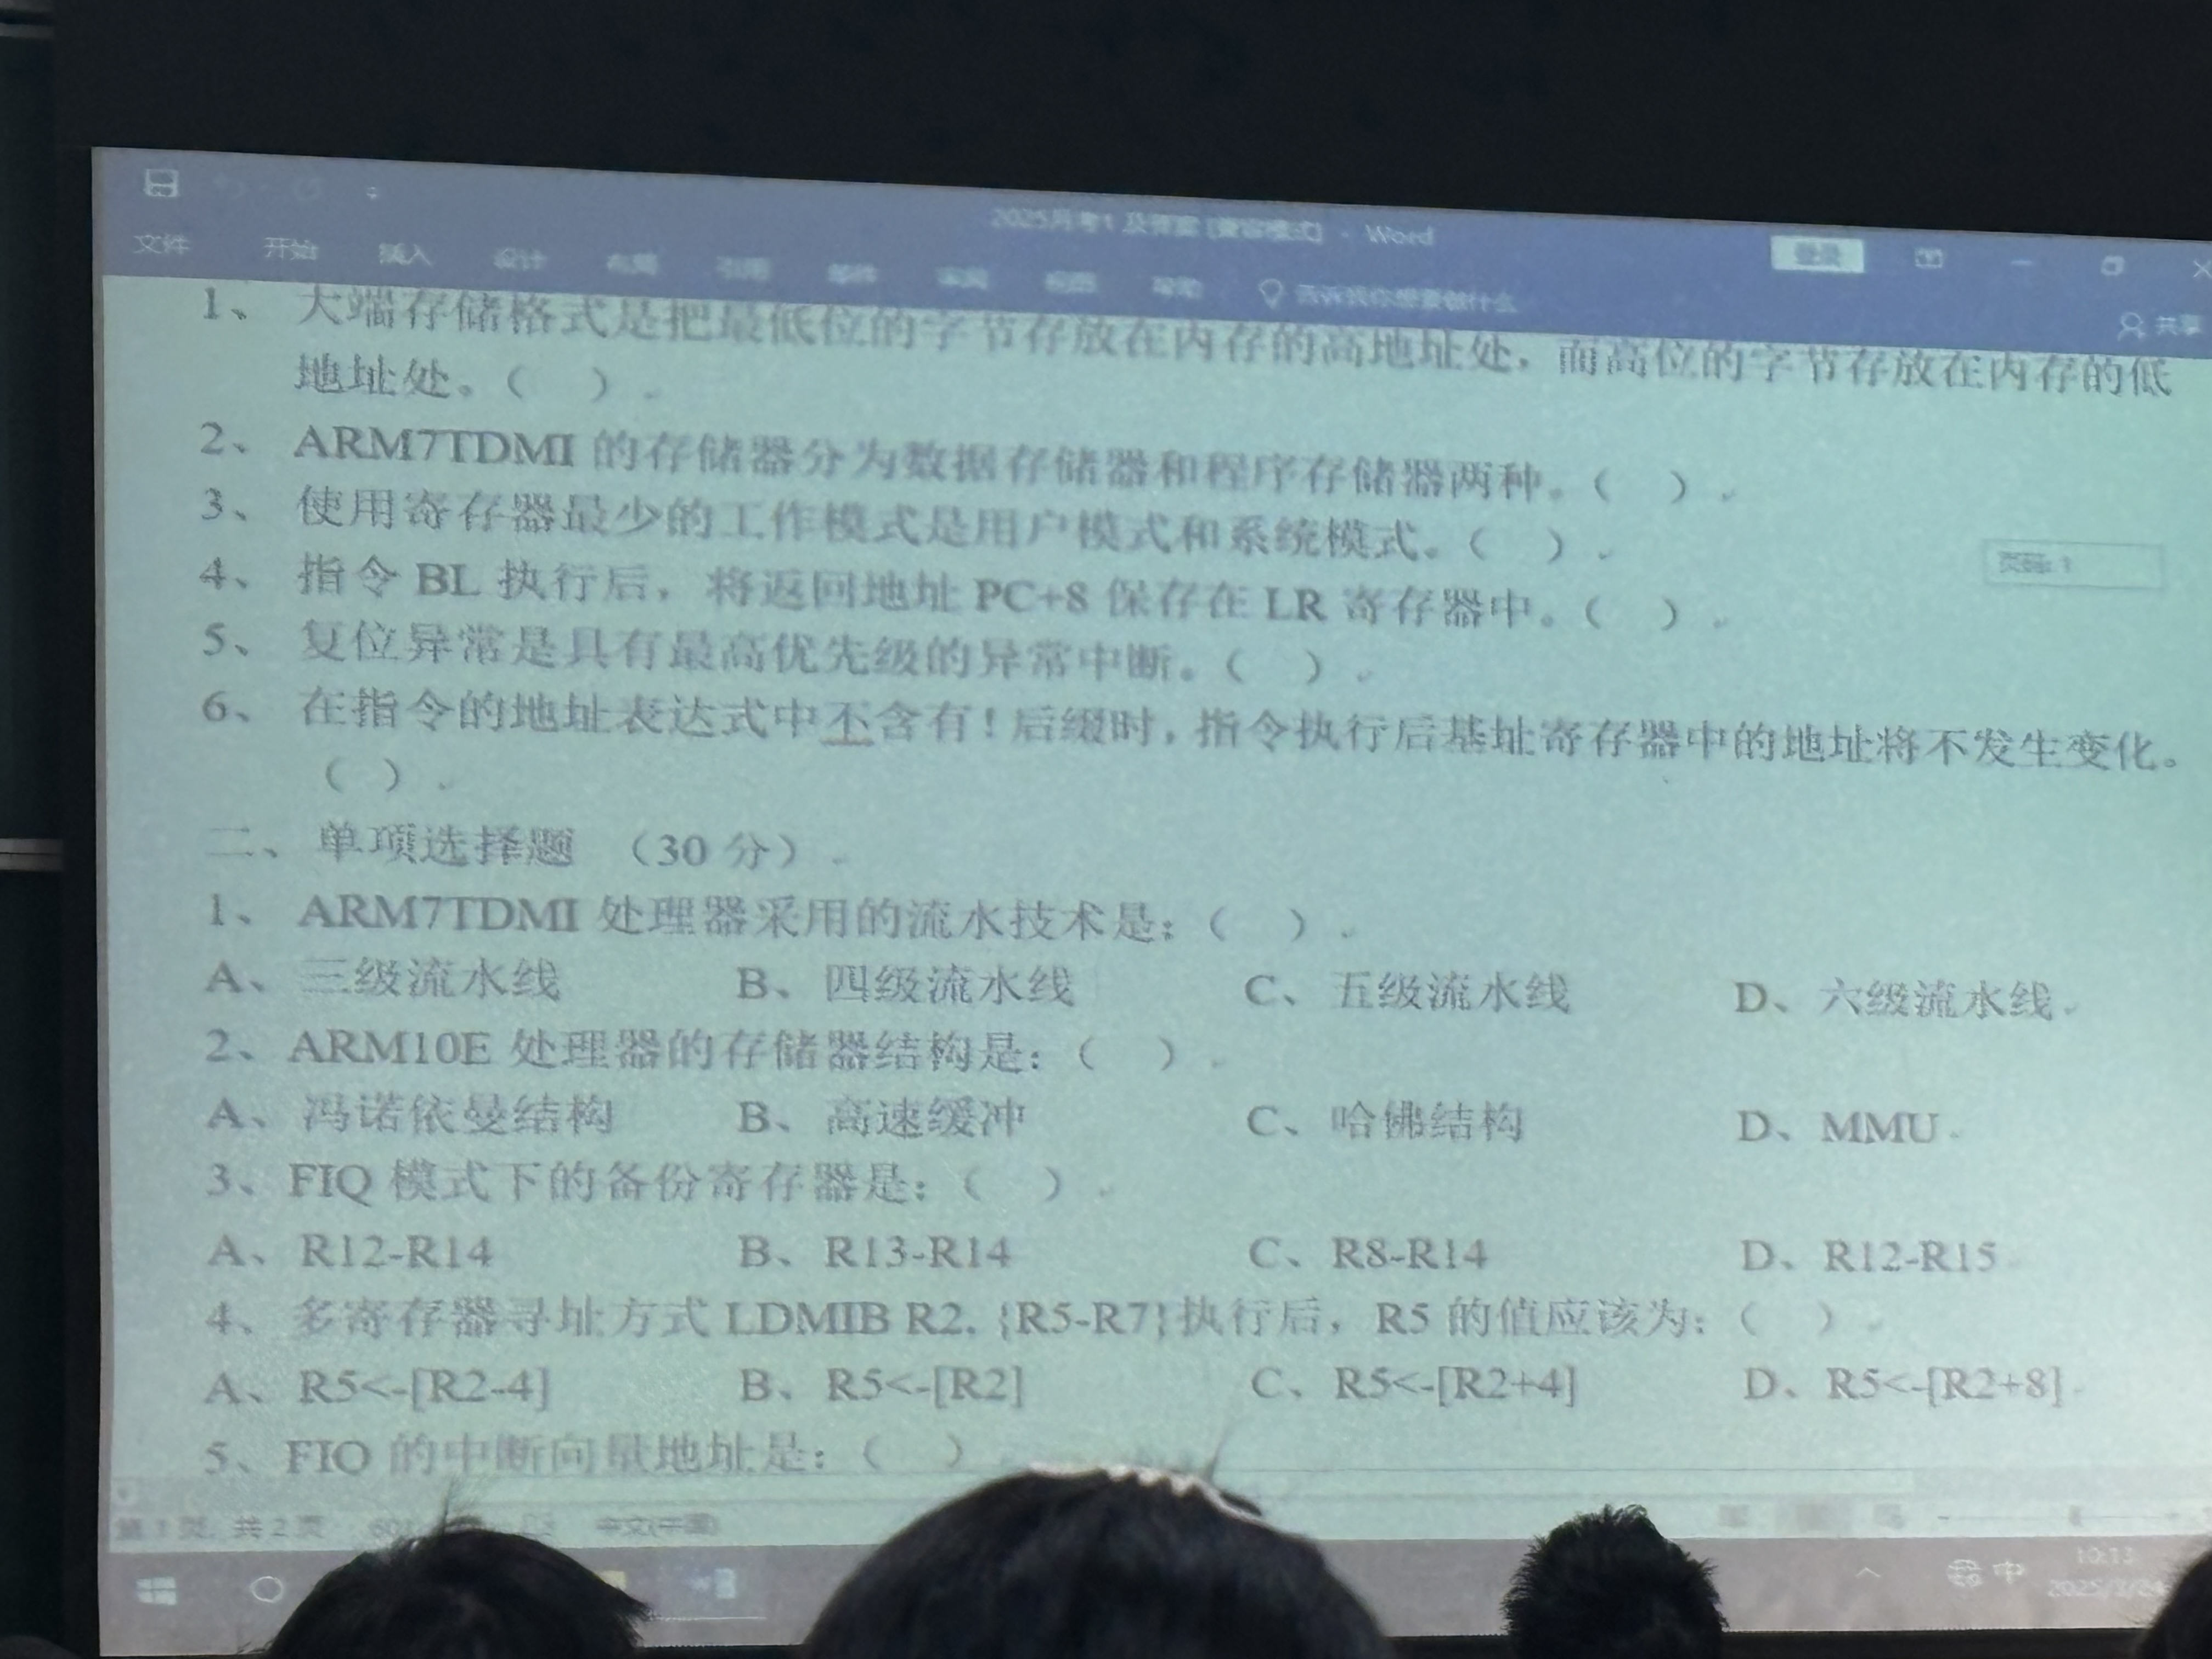 2025月考1 及答案 [兼容模式] - Word
登录
文件 开始 插入 设计 布局 引用 邮件 审阅 视图 帮助 告诉我你想要做什么
共享
1、 大端存储格式是把最低位的字节存放在内存的高地址处，而高位的字节存放在内存的低
地址处。（ ）
2、 ARM7TDMI 的存储器分为数据存储器和程序存储器两种。（ ）
3、 使用寄存器最少的工作模式是用户模式和系统模式。（ ）
页码: 1
4、 指令 BL 执行后，将返回地址 PC+8 保存在 LR 寄存器中。（ ）
5、 复位异常是具有最高优先级的异常中断。（ ）
6、 在指令的地址表达式中不含有！后缀时，指令执行后基址寄存器中的地址将不发生变化。
（ ）
二、 单项选择题 （30 分）
1、 ARM7TDMI 处理器采用的流水技术是：（ ）
A、 三级流水线 B、 四级流水线 C、 五级流水线 D、 六级流水线
2、 ARM10E 处理器的存储器结构是：（ ）
A、 冯诺依曼结构 B、 高速缓冲 C、 哈佛结构 D、 MMU
3、 FIQ 模式下的备份寄存器是：（ ）
A、 R12-R14 B、 R13-R14 C、 R8-R14 D、 R12-R15
4、 多寄存器寻址方式 LDMIB R2, {R5-R7}执行后，R5 的值应该为：（ ）
A、 R5<-[R2-4] B、 R5<-[R2] C、 R5<-[R2+4] D、 R5<-[R2+8]
5、 FIQ 的中断向量地址是：（ ）
第 1 页，共 2 页 中文(中国)
中 10:13